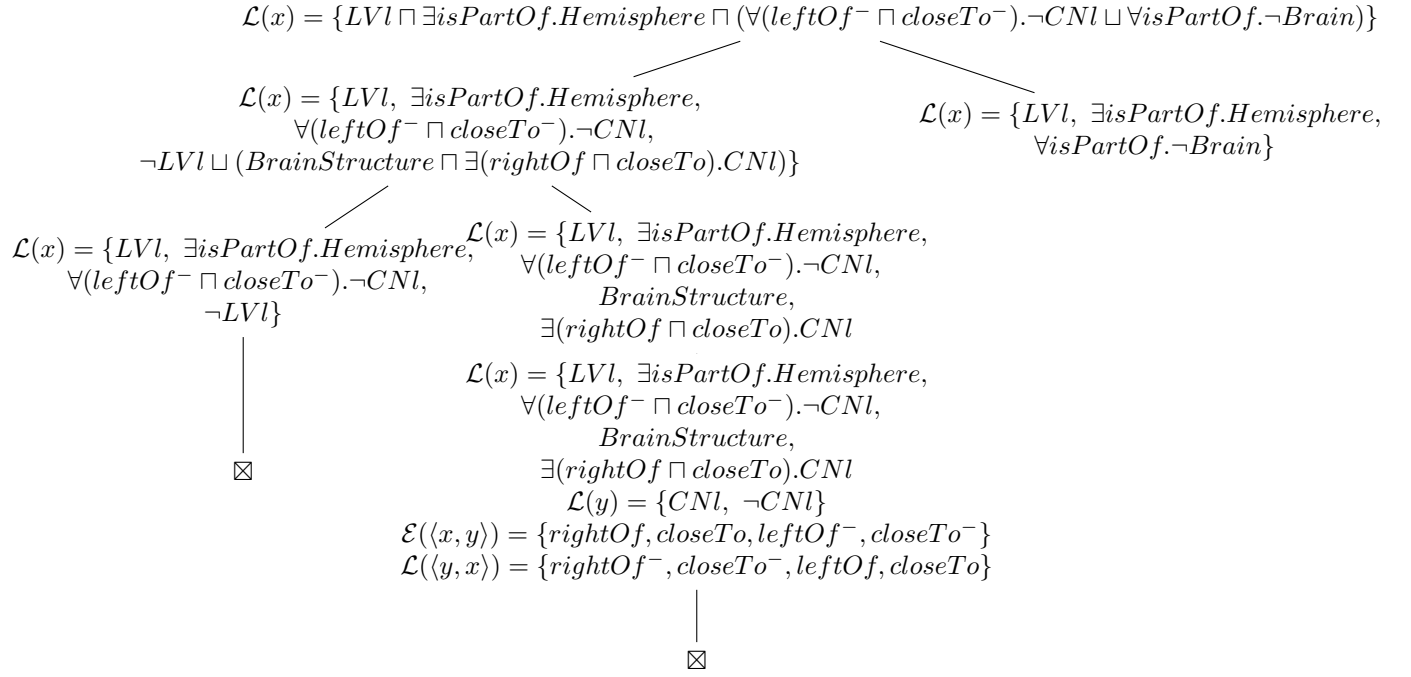 ℒ(x) = {LVl ⊓ ∃isPartOf.Hemisphere ⊓ (∀(leftOf⁻ ⊓ closeTo⁻).¬CNl ⊔ ∀isPartOf.¬Brain)}
ℒ(x) = {LVl, ∃isPartOf.Hemisphere,
∀(leftOf⁻ ⊓ closeTo⁻).¬CNl,
¬LVl ⊔ (BrainStructure ⊓ ∃(rightOf ⊓ closeTo).CNl)}
ℒ(x) = {LVl, ∃isPartOf.Hemisphere,
∀isPartOf.¬Brain}
ℒ(x) = {LVl, ∃isPartOf.Hemisphere,
∀(leftOf⁻ ⊓ closeTo⁻).¬CNl,
¬LVl}
⊠
ℒ(x) = {LVl, ∃isPartOf.Hemisphere,
∀(leftOf⁻ ⊓ closeTo⁻).¬CNl,
BrainStructure,
∃(rightOf ⊓ closeTo).CNl
ℒ(x) = {LVl, ∃isPartOf.Hemisphere,
∀(leftOf⁻ ⊓ closeTo⁻).¬CNl,
BrainStructure,
∃(rightOf ⊓ closeTo).CNl
ℒ(y) = {CNl, ¬CNl}
ℰ(⟨x, y⟩) = {rightOf, closeTo, leftOf⁻, closeTo⁻}
ℒ(⟨y, x⟩) = {rightOf⁻, closeTo⁻, leftOf, closeTo}
⊠